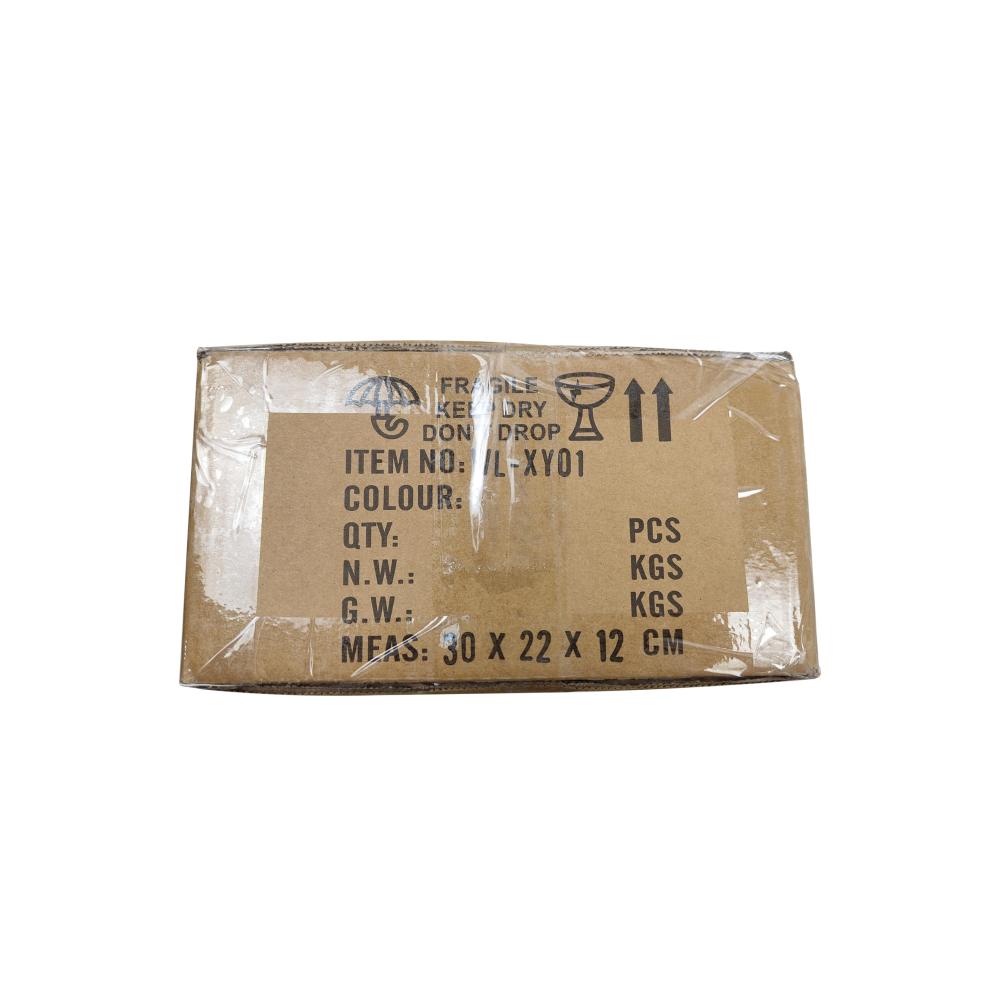 FRAGILE
KEEP DRY
DON'T DROP
ITEM NO: VL-XY01
COLOUR:
QTY: PCS
N.W.: KGS
G.W.: KGS
MEAS: 30 X 22 X 12 CM